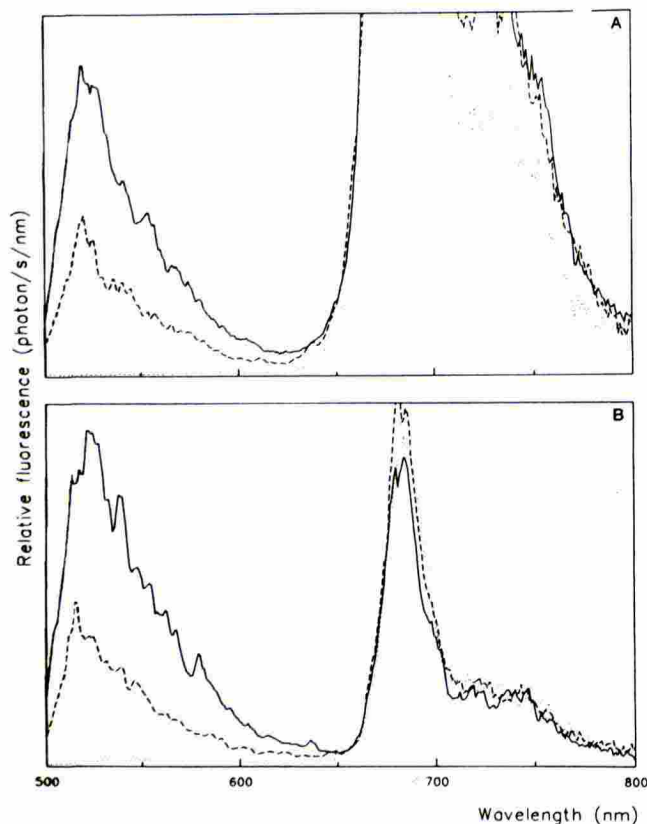 A
B
Relative fluorescence (photon/s/nm)
500
600
700
800
Wavelength (nm)